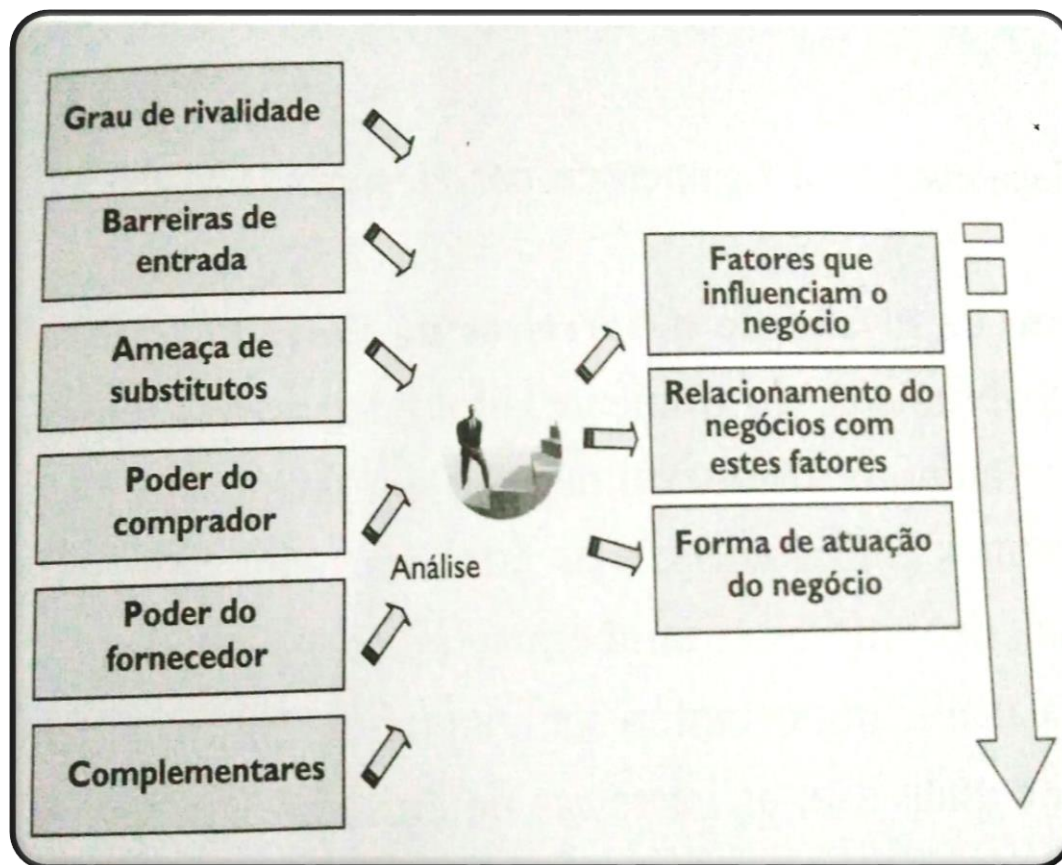 Grau de rivalidade
Barreiras de
entrada
Ameaça de
substitutos
Poder do
comprador
Análise
Poder do
fornecedor
Complementares
Fatores que
influenciam o
negócio
Relacionamento do
negócios com
estes fatores
Forma de atuação
do negócio